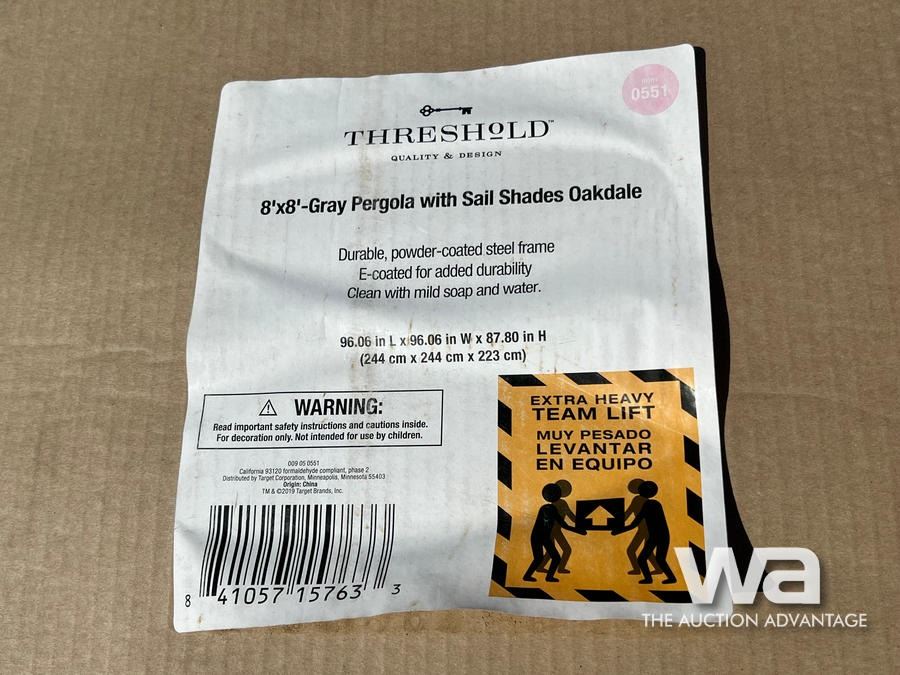 0551
THRESHOLD™
QUALITY & DESIGN
8'x8'-Gray Pergola with Sail Shades Oakdale
Durable, powder-coated steel frame
E-coated for added durability
Clean with mild soap and water.
96.06 in L x 96.06 in W x 87.80 in H
(244 cm x 244 cm x 223 cm)
WARNING:
Read important safety instructions and cautions inside.
For decoration only. Not intended for use by children.
009 05 0551
California 93120 formaldehyde compliant, phase 2
Distributed by Target Corporation, Minneapolis, Minnesota 55403
Origin: China
TM & ©2019 Target Brands, Inc.
8 41057 15763 3
EXTRA HEAVY
TEAM LIFT
MUY PESADO
LEVANTAR
EN EQUIPO
wa
THE AUCTION ADVANTAGE